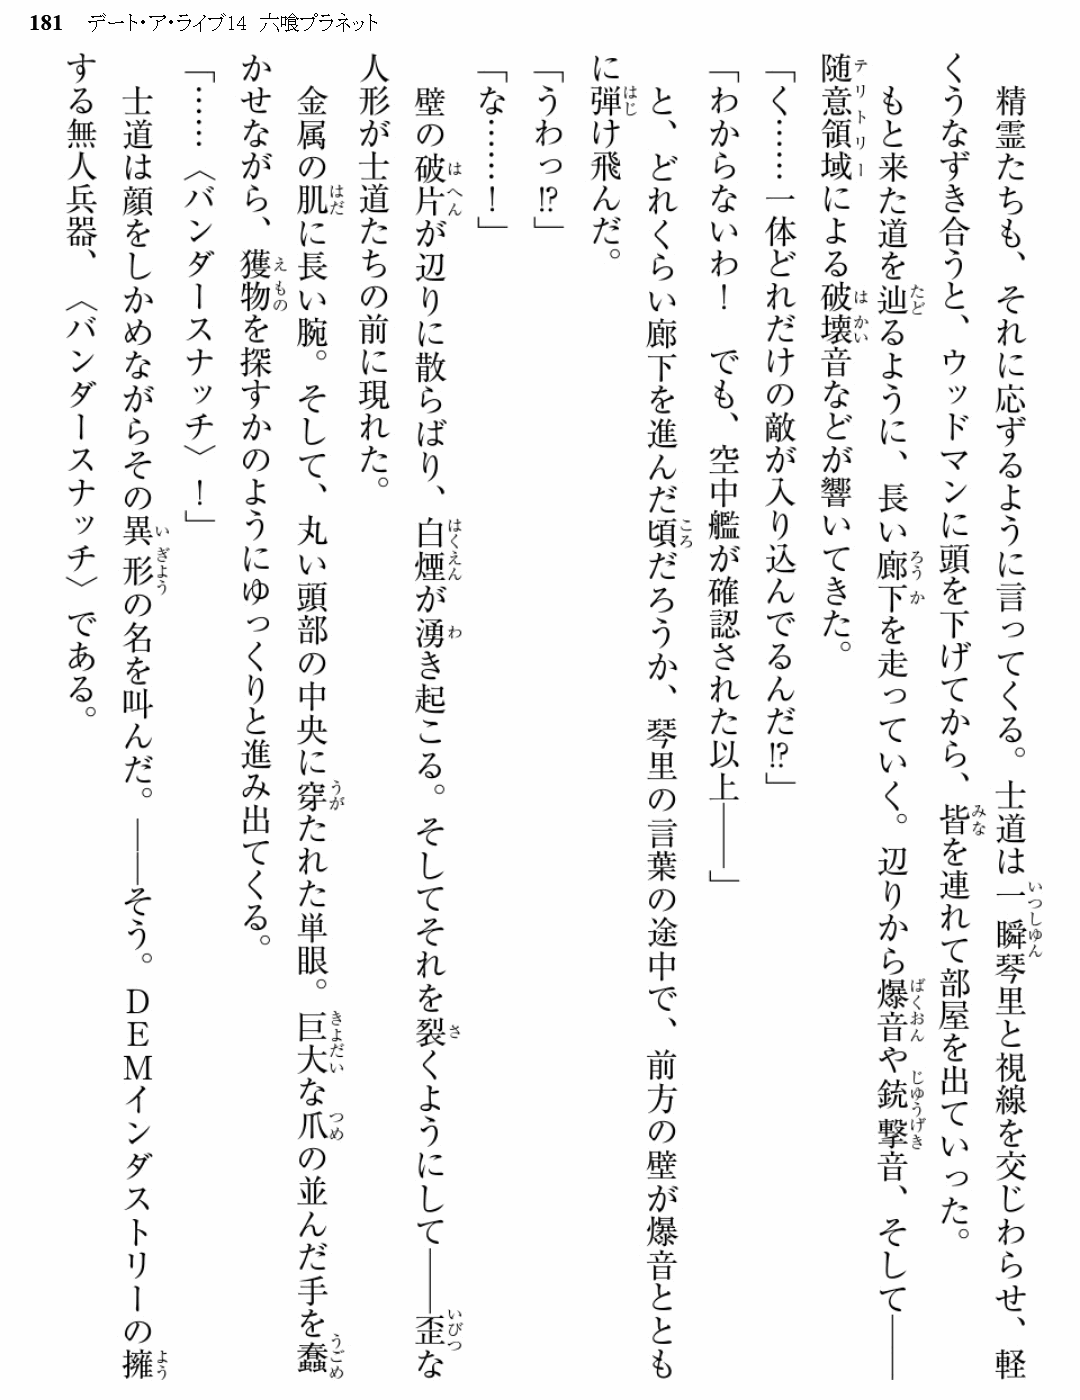 181 デート・ア・ライブ14 六喰プラネット
　精霊たちも、それに応ずるように言ってくる。士道は一瞬琴里と視線を交じわらせ、軽
くうなずき合うと、ウッドマンに頭を下げてから、皆を連れて部屋を出ていった。
　もと来た道を辿るように、長い廊下を走っていく。辺りから爆音や銃撃音、そして――
随意領域による破壊音などが響いてきた。
「く……一体どれだけの敵が入り込んでるんだ!?」
「わからないわ！　でも、空中艦が確認された以上――」
　と、どれくらい廊下を進んだ頃だろうか、琴里の言葉の途中で、前方の壁が爆音ととも
に弾け飛んだ。
「うわっ!?」
「な……！」
　壁の破片が辺りに散らばり、白煙が湧き起こる。そしてそれを裂くようにして――歪な
人形が士道たちの前に現れた。
　金属の肌に長い腕。そして、丸い頭部の中央に穿たれた単眼。巨大な爪の並んだ手を蠢
かせながら、獲物を探すかのようにゆっくりと進み出てくる。
「……〈バンダースナッチ〉！」
　士道は顔をしかめながらその異形の名を叫んだ。――そう。ＤＥＭインダストリーの擁
する無人兵器、〈バンダースナッチ〉である。